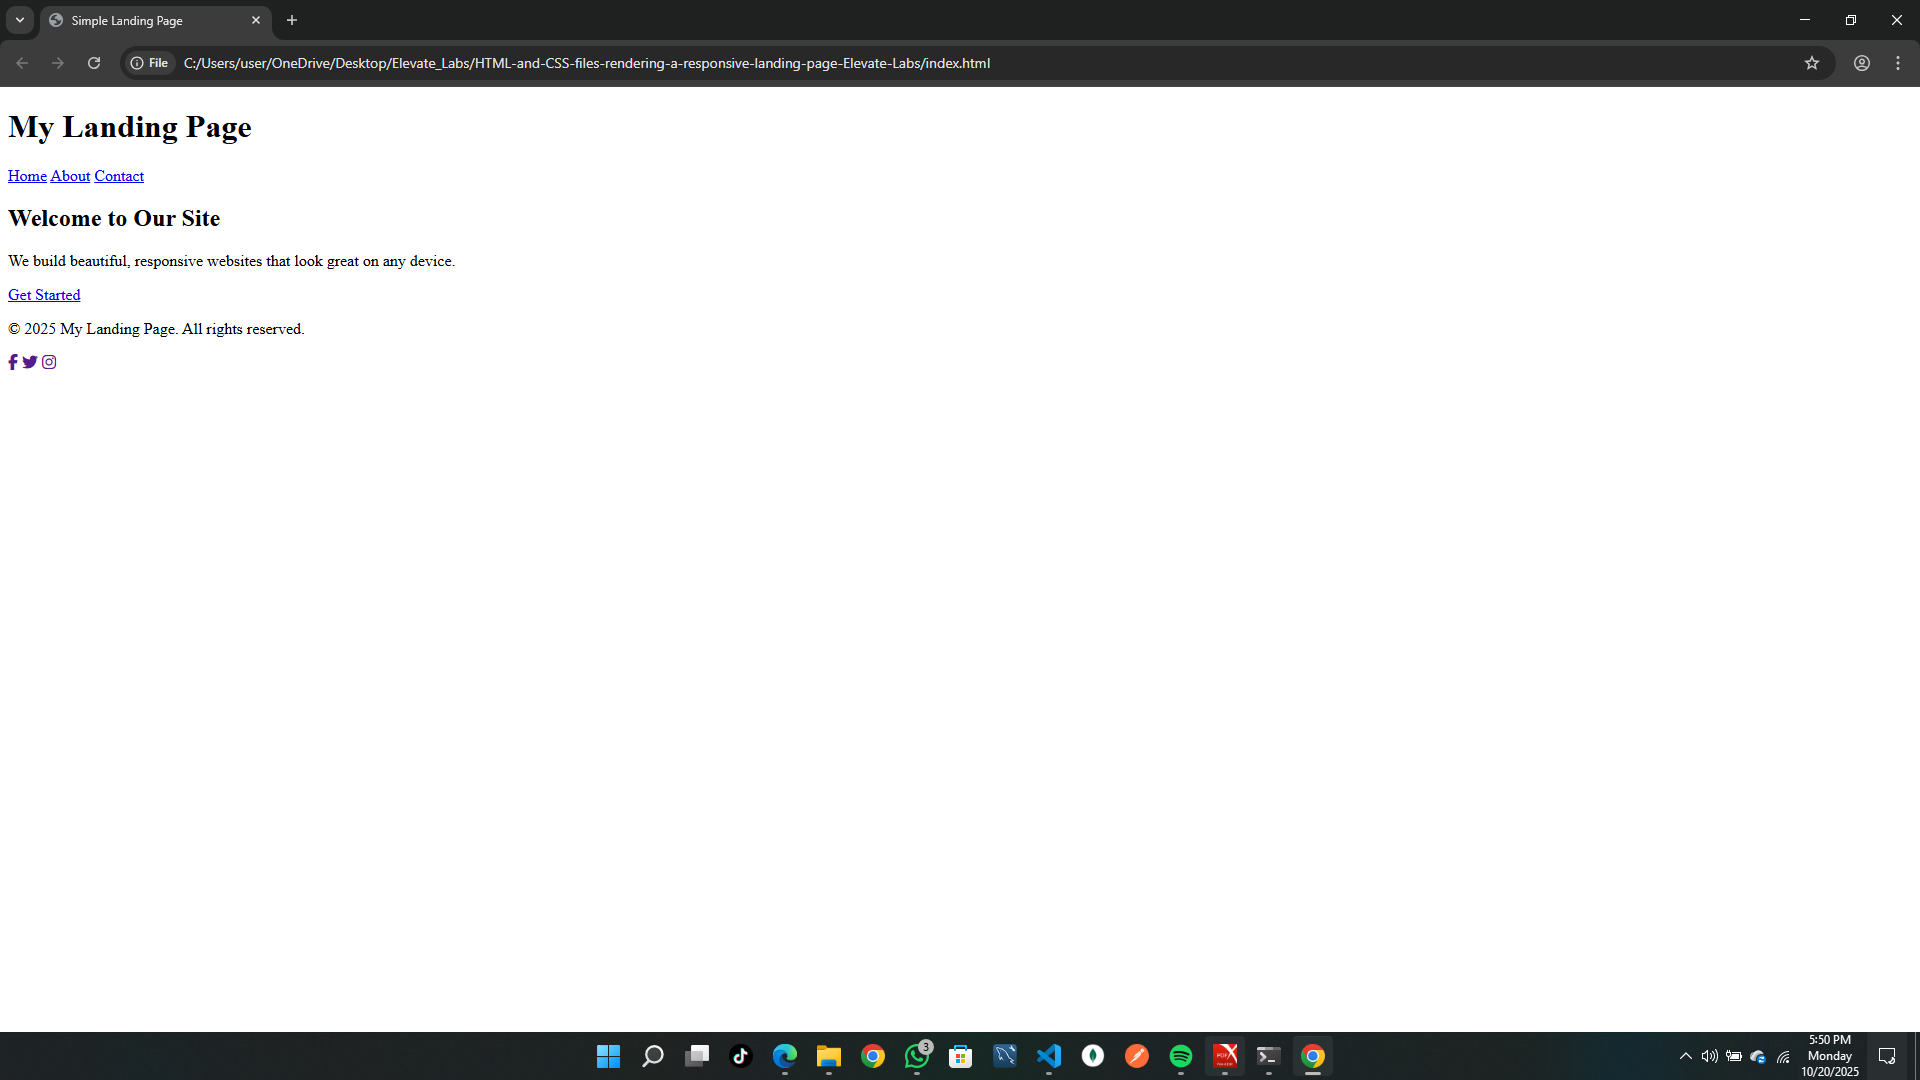 Simple Landing Page
File
C:/Users/user/OneDrive/Desktop/Elevate_Labs/HTML-and-CSS-files-rendering-a-responsive-landing-page-Elevate-Labs/index.html
My Landing Page
Home About Contact
Welcome to Our Site
We build beautiful, responsive websites that look great on any device.
Get Started
© 2025 My Landing Page. All rights reserved.
3
PDF X
5:50 PM
Monday
10/20/2025